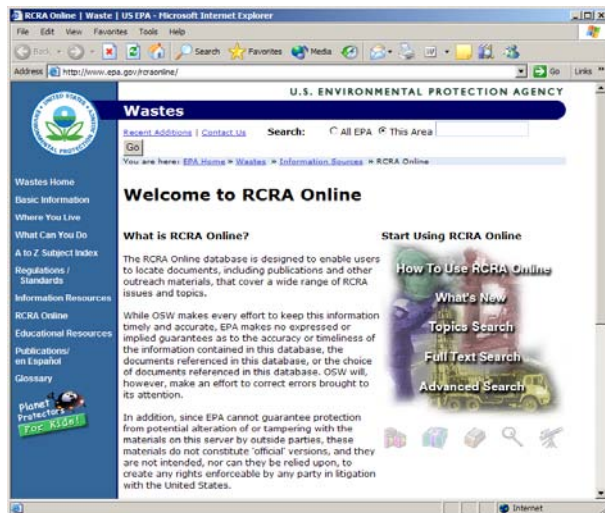 RCRA Online | Waste | US EPA - Microsoft Internet Explorer
File Edit View Favorites Tools Help
Back Search Favorites Media
Address http://www.epa.gov/rcraonline/ Go Links »
U.S. ENVIRONMENTAL PROTECTION AGENCY
Wastes
Recent Additions | Contact Us Search: All EPA This Area
Go
You are here: EPA Home » Wastes » Information Sources » RCRA Online
Wastes Home
Basic Information
Where You Live
What Can You Do
A to Z Subject Index
Regulations /
Standards
Information Resources
RCRA Online
Educational Resources
Publications/
en Español
Glossary
Planet
Protectors
For Kids!
Welcome to RCRA Online
What is RCRA Online?
The RCRA Online database is designed to enable users
to locate documents, including publications and other
outreach materials, that cover a wide range of RCRA
issues and topics.
While OSW makes every effort to keep this information
timely and accurate, EPA makes no expressed or
implied guarantees as to the accuracy or timeliness of
the information contained in this database, the
documents referenced in this database, or the choice
of documents referenced in this database. OSW will,
however, make an effort to correct errors brought to
its attention.
In addition, since EPA cannot guarantee protection
from potential alteration of or tampering with the
materials on this server by outside parties, these
materials do not constitute 'official' versions, and they
are not intended, nor can they be relied upon, to
create any rights enforceable by any party in litigation
with the United States.
Start Using RCRA Online
How To Use RCRA Online
What's New
Topics Search
Full Text Search
Advanced Search
Internet